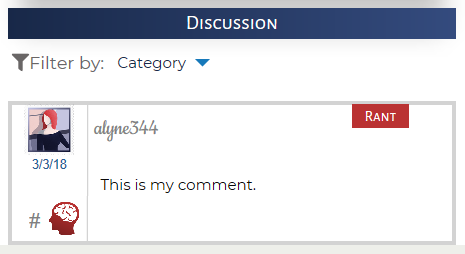 Discussion
Filter by: Category
Rant
alyne344
3/3/18
This is my comment.
#